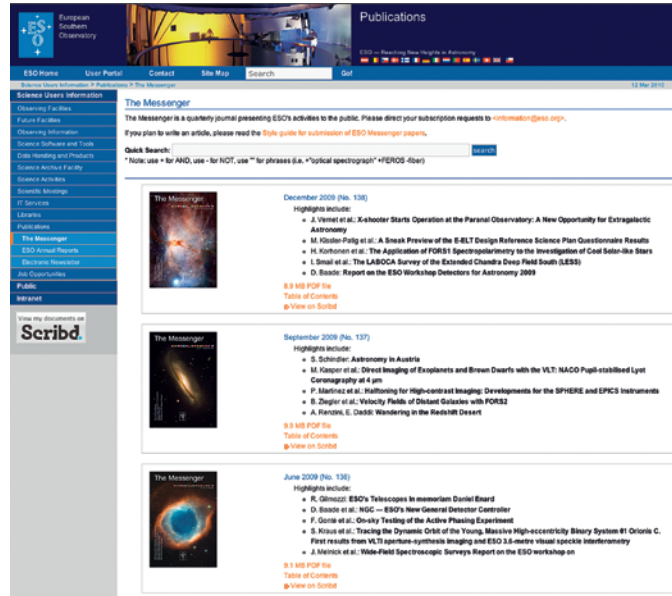 European
Southern
Observatory
Publications
ESO — Reaching New Heights in Astronomy
ESO Home User Portal Contact Site Map Search Go!
Science Users Information > Publications > The Messenger 12 Mar 2010
Science Users Information
Observing Facilities
Future Facilities
Observing Information
Science Software and Tools
Data Handling and Products
Science Archive Facility
Science Activities
Scientific Meetings
IT Services
Libraries
Publications
The Messenger
ESO Annual Reports
Electronic Newsletter
Job Opportunities
Public
Intranet
View my documents on
Scribd.
The Messenger
The Messenger is a quarterly journal presenting ESO's activities to the public. Please direct your subscription requests to <information@eso.org>.
If you plan to write an article, please read the Style guide for submission of ESO Messenger papers.
Quick Search: search
* Note: use + for AND, use - for NOT, use "" for phrases (i.e. +"optical spectrograph" +FEROS -fiber)
The Messenger
December 2009 (No. 138)
Highlights include:
J. Vernet et al.: X-shooter Starts Operation at the Paranal Observatory: A New Opportunity for Extragalactic
Astronomy
M. Kissler-Patig et al.: A Sneak Preview of the E-ELT Design Reference Science Plan Questionnaire Results
H. Korhonen et al.: The Application of FORS1 Spectropolarimetry to the Investigation of Cool Solar-like Stars
I. Smail et al.: The LABOCA Survey of the Extended Chandra Deep Field South (LESS)
D. Baade: Report on the ESO Workshop Detectors for Astronomy 2009
8.9 MB PDF file
Table of Contents
View on Scribd
The Messenger
September 2009 (No. 137)
Highlights include:
S. Schindler: Astronomy in Austria
M. Kasper et al.: Direct Imaging of Exoplanets and Brown Dwarfs with the VLT: NACO Pupil-stabilised Lyot
Coronagraphy at 4 µm
P. Martinez et al.: Halftoning for High-contrast Imaging: Developments for the SPHERE and EPICS Instruments
B. Ziegler et al.: Velocity Fields of Distant Galaxies with FORS2
A. Renzini, E. Daddi: Wandering in the Redshift Desert
9.9 MB PDF file
Table of Contents
View on Scribd
The Messenger
June 2009 (No. 136)
Highlights include:
R. Gilmozzi: ESO's Telescopes In memoriam Daniel Enard
D. Baade et al.: NGC — ESO's New General Detector Controller
F. Gonté et al.: On-sky Testing of the Active Phasing Experiment
S. Kraus et al.: Tracing the Dynamic Orbit of the Young, Massive High-eccentricity Binary System θ1 Orionis C.
First results from VLTI aperture-synthesis imaging and ESO 3.6-metre visual speckle interferometry
J. Melnick et al.: Wide-Field Spectroscopic Surveys Report on the ESO workshop on
9.1 MB PDF file
Table of Contents
View on Scribd